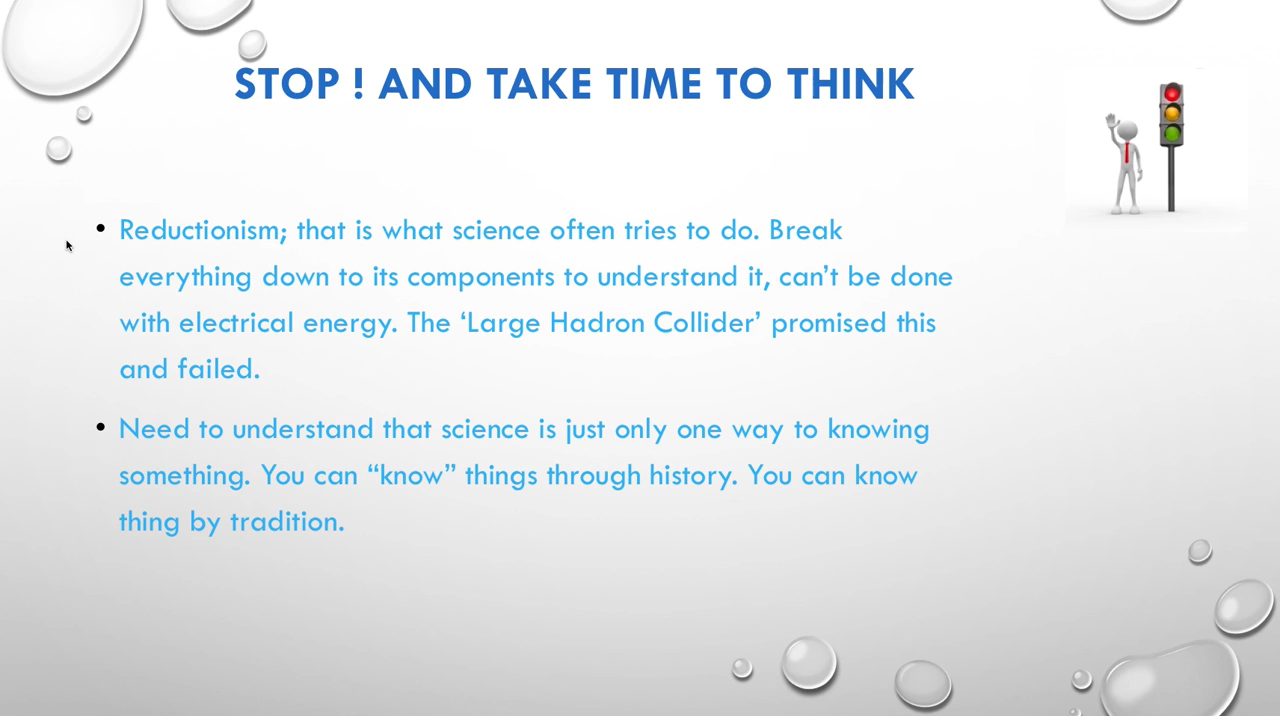 STOP ! AND TAKE TIME TO THINK
• Reductionism; that is what science often tries to do. Break
everything down to its components to understand it, can’t be done
with electrical energy. The ‘Large Hadron Collider’ promised this
and failed.
• Need to understand that science is just only one way to knowing
something. You can “know” things through history. You can know
thing by tradition.